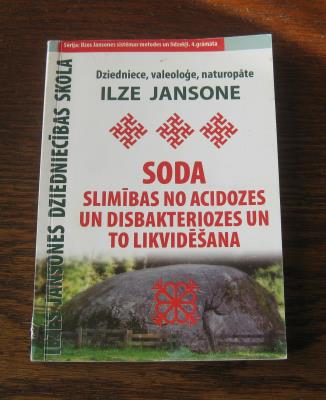 Sērija: Ilzes Jansones sistēmas metodes un līdzekļi. 4.grāmata
Dziedniece, valeoloģe, naturopāte
ILZE JANSONE
SODA
SLIMĪBAS NO ACIDOZES
UN DISBAKTERIOZES UN
TO LIKVIDĒŠANA
ILZES JANSONES DZIEDNIECĪBAS SKOLA